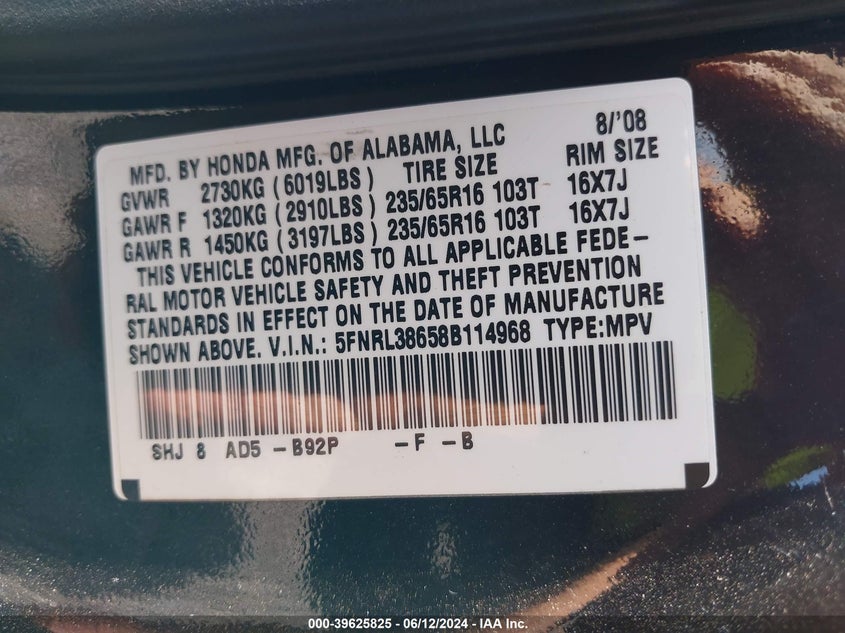 MFD. BY HONDA MFG. OF ALABAMA, LLC 8/'08
GVWR 2730KG (6019LBS) TIRE SIZE RIM SIZE
GAWR F 1320KG (2910LBS) 235/65R16 103T 16X7J
GAWR R 1450KG (3197LBS) 235/65R16 103T 16X7J
THIS VEHICLE CONFORMS TO ALL APPLICABLE FEDE-
RAL MOTOR VEHICLE SAFETY AND THEFT PREVENTION
STANDARDS IN EFFECT ON THE DATE OF MANUFACTURE
SHOWN ABOVE. V.I.N.: 5FNRL38658B114968 TYPE:MPV
SHJ 8 AD5 -B92P -F -B
000-39625825 - 06/12/2024 - IAA Inc.